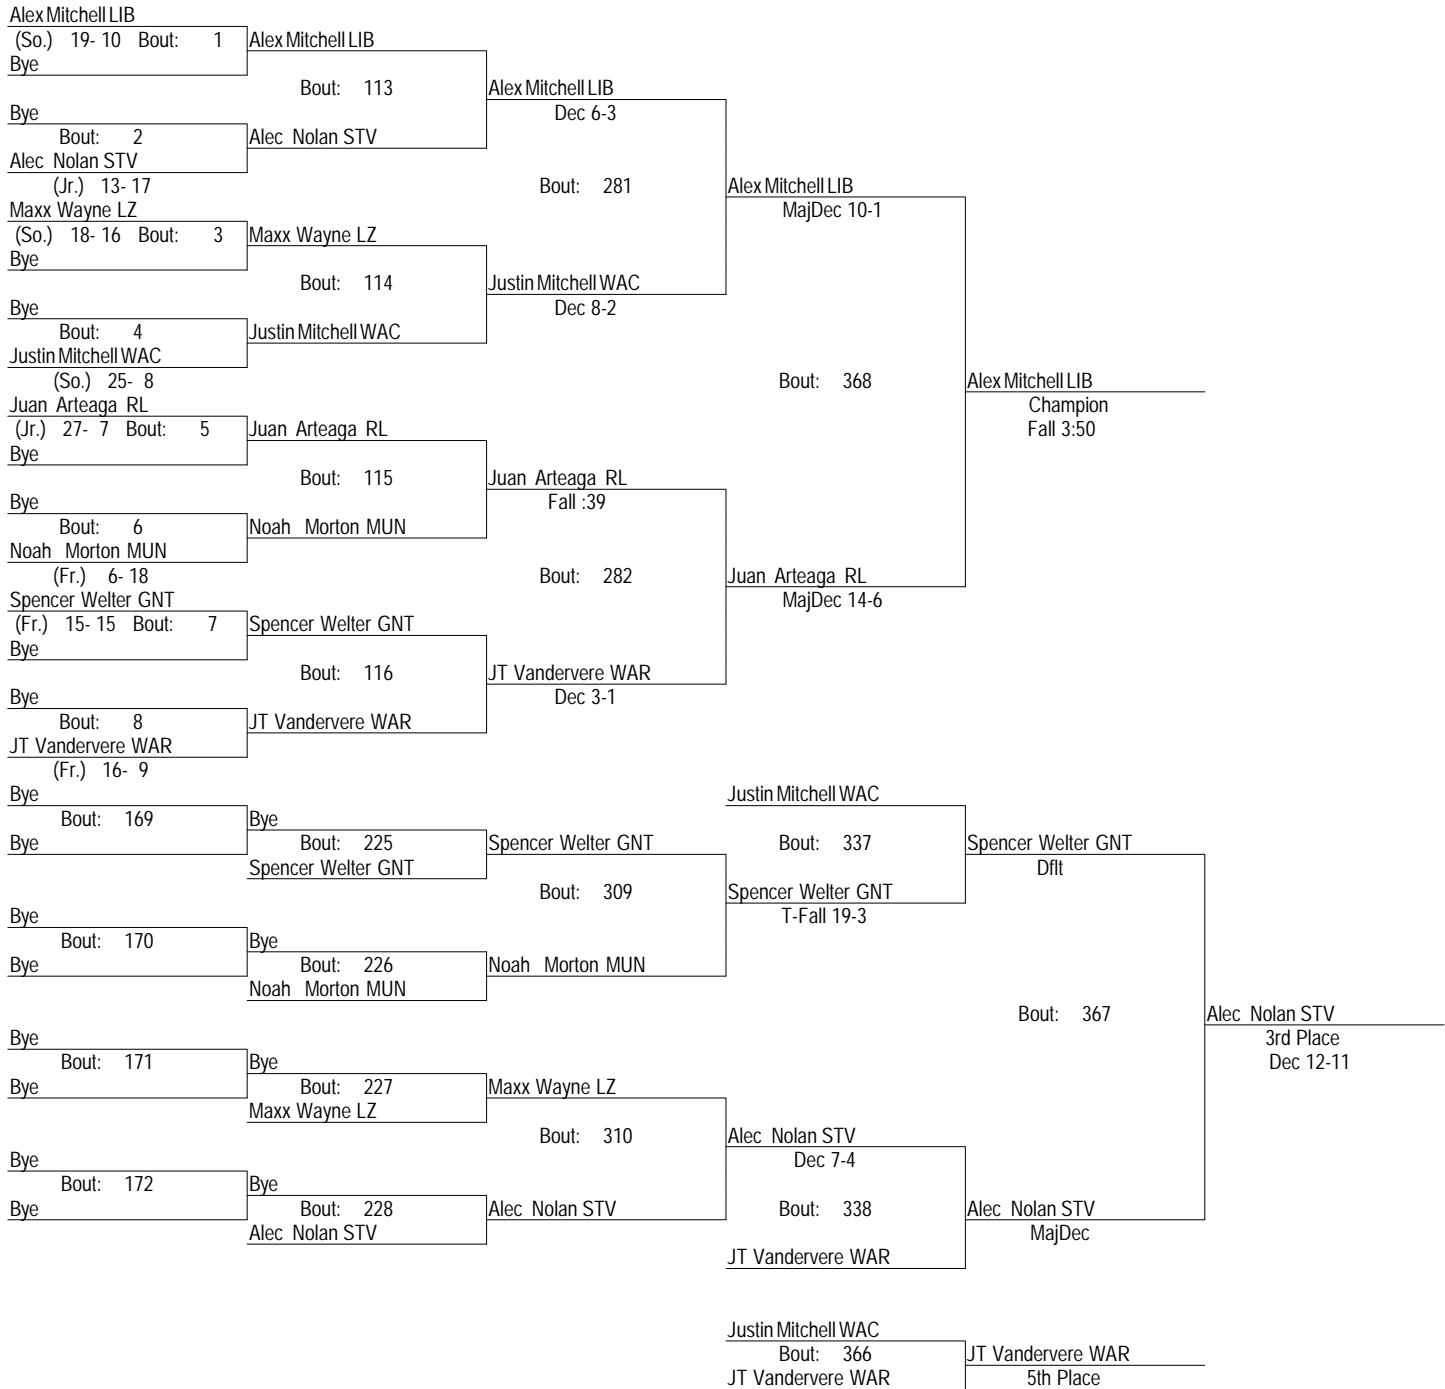 Alex Mitchell LIB
(So.) 19- 10 Bout: 1 Alex Mitchell LIB
Bye
Bout: 113 Alex Mitchell LIB
Bye Dec 6-3
Bout: 2 Alec Nolan STV
Alec Nolan STV
(Jr.) 13- 17 Bout: 281 Alex Mitchell LIB
Maxx Wayne LZ MajDec 10-1
(So.) 18- 16 Bout: 3 Maxx Wayne LZ
Bye
Bout: 114 Justin Mitchell WAC
Bye Dec 8-2
Bout: 4 Justin Mitchell WAC
Justin Mitchell WAC
(So.) 25- 8 Bout: 368 Alex Mitchell LIB
Juan Arteaga RL Champion
(Jr.) 27- 7 Bout: 5 Juan Arteaga RL Fall 3:50
Bye
Bout: 115 Juan Arteaga RL
Bye Fall :39
Bout: 6 Noah Morton MUN
Noah Morton MUN
(Fr.) 6- 18 Bout: 282 Juan Arteaga RL
Spencer Welter GNT MajDec 14-6
(Fr.) 15- 15 Bout: 7 Spencer Welter GNT
Bye
Bout: 116 JT Vandervere WAR
Bye Dec 3-1
Bout: 8 JT Vandervere WAR
JT Vandervere WAR
(Fr.) 16- 9
Bye Justin Mitchell WAC
Bout: 169 Bye
Bye Bout: 225 Spencer Welter GNT Bout: 337 Spencer Welter GNT
Spencer Welter GNT Dflt
Bout: 309 Spencer Welter GNT
Bye T-Fall 19-3
Bout: 170 Bye
Bye Bout: 226 Noah Morton MUN
Noah Morton MUN
Bout: 367 Alec Nolan STV
Bye 3rd Place
Bout: 171 Bye Dec 12-11
Bye Bout: 227 Maxx Wayne LZ
Maxx Wayne LZ
Bout: 310 Alec Nolan STV
Bye Dec 7-4
Bout: 172 Bye
Bye Bout: 228 Alec Nolan STV Bout: 338 Alec Nolan STV
Alec Nolan STV MajDec
JT Vandervere WAR
Justin Mitchell WAC
Bout: 366 JT Vandervere WAR
JT Vandervere WAR 5th Place